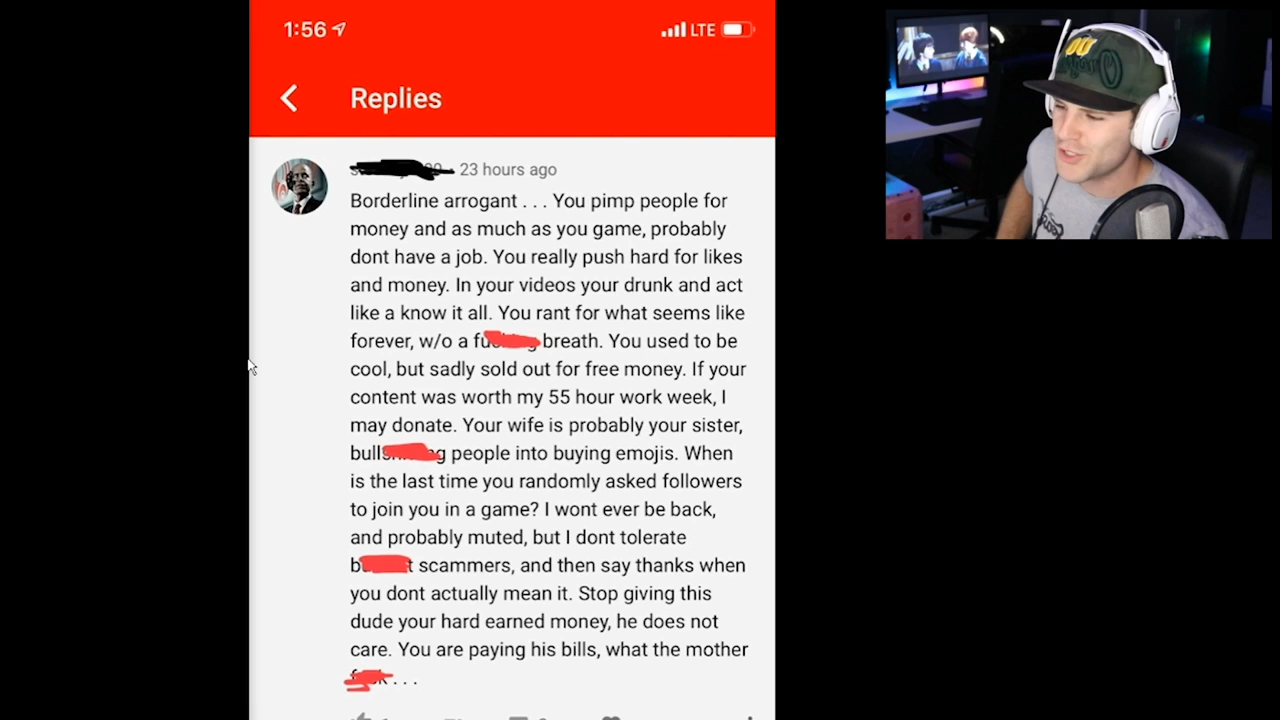 1:56
LTE
Replies
23 hours ago
Borderline arrogant . . . You pimp people for
money and as much as you game, probably
dont have a job. You really push hard for likes
and money. In your videos your drunk and act
like a know it all. You rant for what seems like
forever, w/o a breath. You used to be
cool, but sadly sold out for free money. If your
content was worth my 55 hour work week, I
may donate. Your wife is probably your sister,
people into buying emojis. When
is the last time you randomly asked followers
to join you in a game? I wont ever be back,
and probably muted, but I dont tolerate
scammers, and then say thanks when
you dont actually mean it. Stop giving this
dude your hard earned money, he does not
care. You are paying his bills, what the mother
. . .